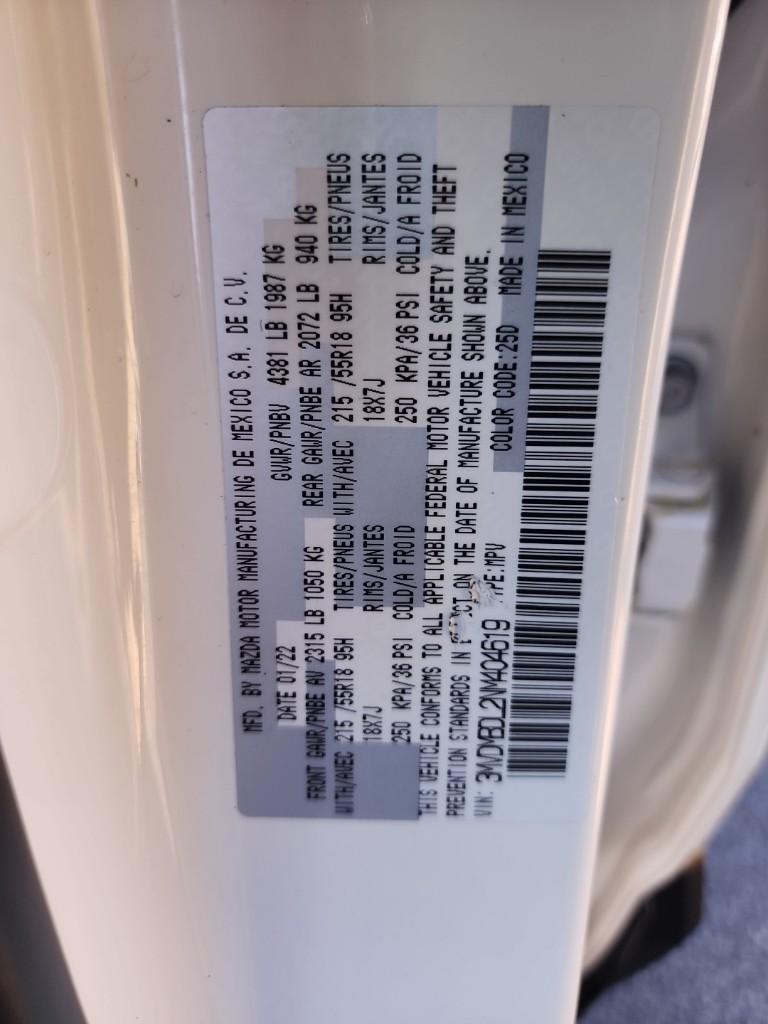 MFD. BY MAZDA MOTOR MANUFACTURING DE MEXICO S.A. DE C.V.
DATE 01/22 GVWR/PNBV 4381 LB 1987 KG
FRONT GAWR/PNBE AV 2315 LB 1050 KG REAR GAWR/PNBE AR 2072 LB 940 KG
WITH/AVEC 215 /55R18 95H TIRES/PNEUS WITH/AVEC 215 /55R18 95H TIRES/PNEUS
18X7J RIMS/JANTES 18X7J RIMS/JANTES
250 KPA/36 PSI COLD/A FROID 250 KPA/36 PSI COLD/A FROID
THIS VEHICLE CONFORMS TO ALL APPLICABLE FEDERAL MOTOR VEHICLE SAFETY AND THEFT
PREVENTION STANDARDS IN ON THE DATE OF MANUFACTURE SHOWN ABOVE.
VIN: :MPV COLOR CODE:25D MADE IN MEXICO